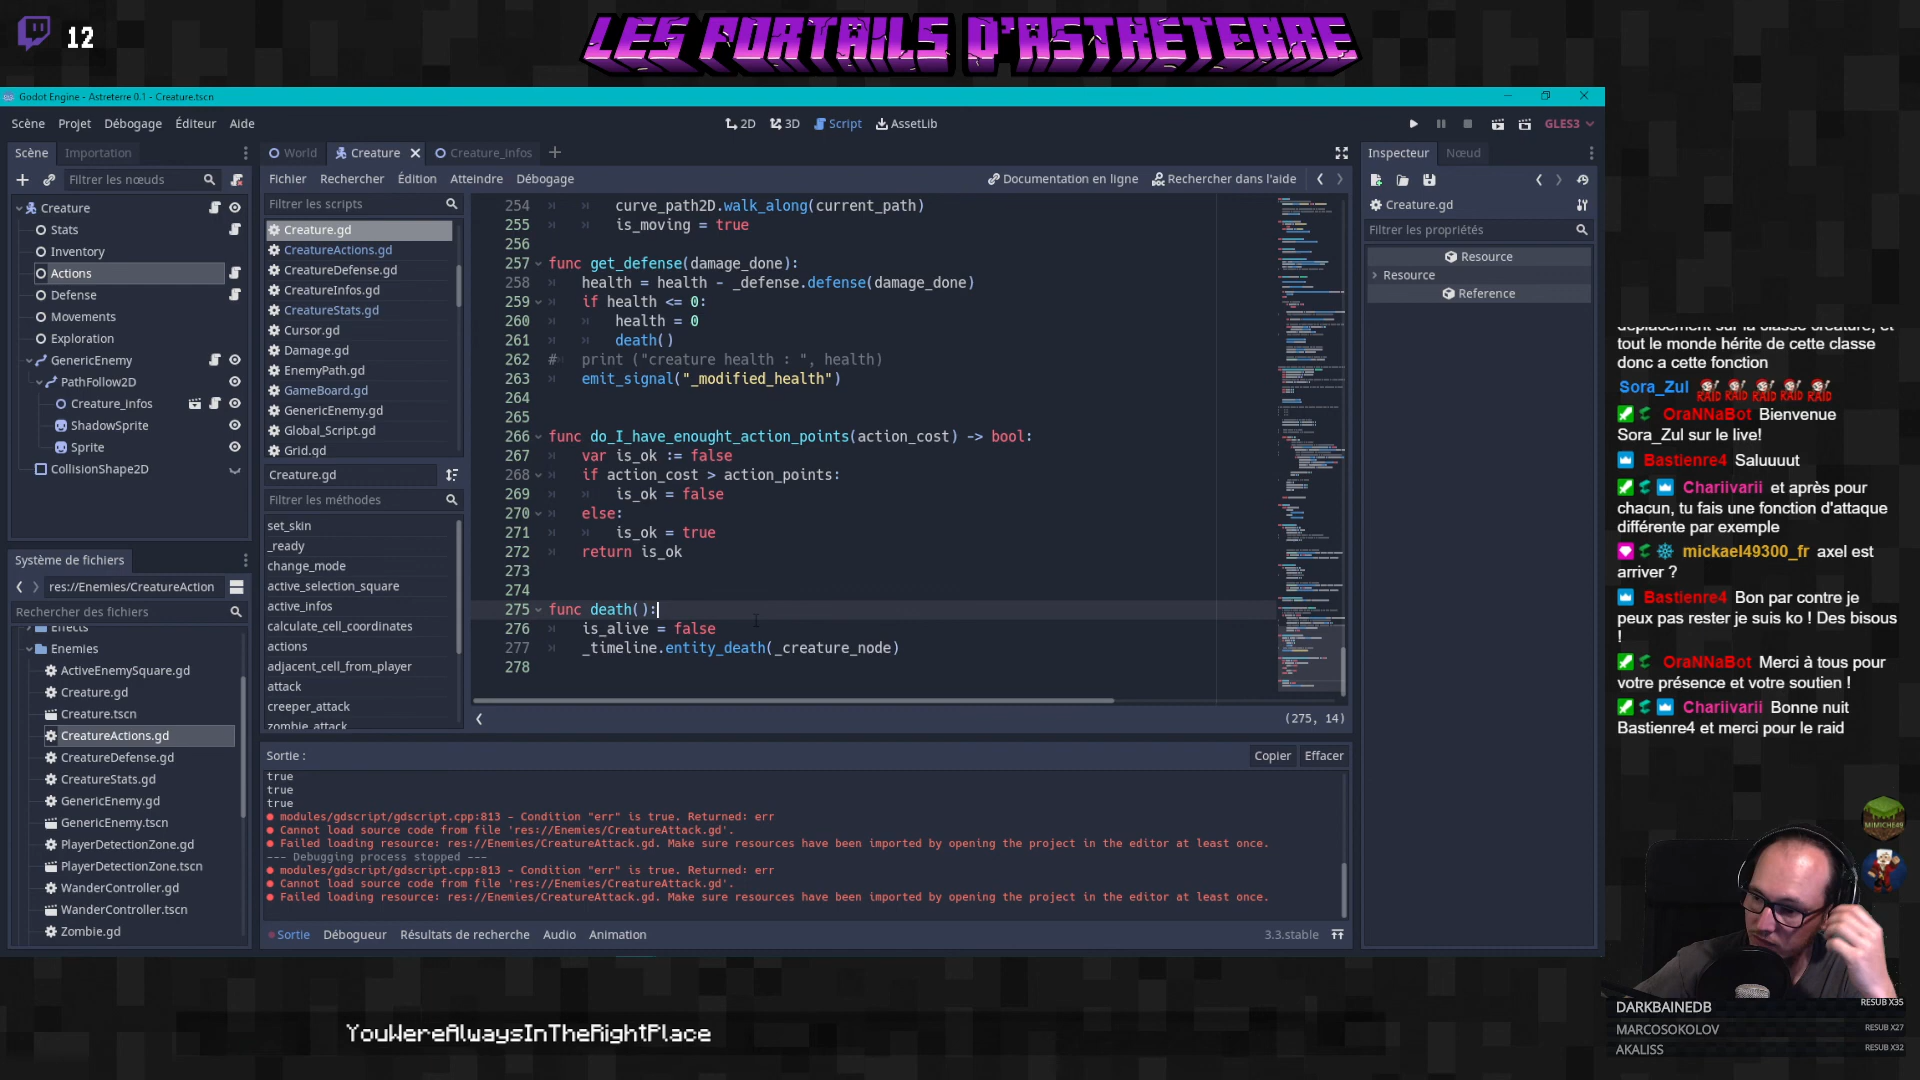 12
LES PORTAILS D'ASTRETERRE
Godot Engine - Astreterre 0.1 - Creature.tscn
Scène Projet Débogage Éditeur Aide
2D 3D Script AssetLib
GLES3
Scène Importation
Filtrer les nœuds
Creature
Stats
Inventory
Actions
Defense
Movements
Exploration
GenericEnemy
PathFollow2D
Creature_infos
ShadowSprite
Sprite
CollisionShape2D
Système de fichiers
res://Enemies/CreatureAction
Rechercher des fichiers
Effects
Enemies
ActiveEnemySquare.gd
Creature.gd
Creature.tscn
CreatureActions.gd
CreatureDefense.gd
CreatureStats.gd
GenericEnemy.gd
GenericEnemy.tscn
PlayerDetectionZone.gd
PlayerDetectionZone.tscn
WanderController.gd
WanderController.tscn
Zombie.gd
World Creature Creature_infos
Fichier Rechercher Édition Atteindre Débogage
Documentation en ligne Rechercher dans l'aide
Filtrer les scripts
Creature.gd
CreatureActions.gd
CreatureDefense.gd
CreatureInfos.gd
CreatureStats.gd
Cursor.gd
Damage.gd
EnemyPath.gd
GameBoard.gd
GenericEnemy.gd
Global_Script.gd
Grid.gd
Creature.gd
Filtrer les méthodes
set_skin
_ready
change_mode
active_selection_square
active_infos
calculate_cell_coordinates
actions
adjacent_cell_from_player
attack
creeper_attack
zombie_attack
254 curve_path2D.walk_along(current_path)
255 is_moving = true
256
257 func get_defense(damage_done):
258 health = health - _defense.defense(damage_done)
259 if health <= 0:
260 health = 0
261 death()
262 # print ("creature health : ", health)
263 emit_signal("_modified_health")
264
265
266 func do_I_have_enought_action_points(action_cost) -> bool:
267 var is_ok := false
268 if action_cost > action_points:
269 is_ok = false
270 else:
271 is_ok = true
272 return is_ok
273
274
275 func death():
276 is_alive = false
277 _timeline.entity_death(_creature_node)
278
(275, 14)
Sortie :
Copier Effacer
true
true
true
modules/gdscript/gdscript.cpp:813 - Condition "err" is true. Returned: err
Cannot load source code from file 'res://Enemies/CreatureAttack.gd'.
Failed loading resource: res://Enemies/CreatureAttack.gd. Make sure resources have been imported by opening the project in the editor at least once.
--- Debugging process stopped ---
modules/gdscript/gdscript.cpp:813 - Condition "err" is true. Returned: err
Cannot load source code from file 'res://Enemies/CreatureAttack.gd'.
Failed loading resource: res://Enemies/CreatureAttack.gd. Make sure resources have been imported by opening the project in the editor at least once.
Sortie Débogueur Résultats de recherche Audio Animation
3.3.stable
Inspecteur Nœud
Creature.gd
Filtrer les propriétés
Resource
Resource
Reference
déplacement sur la classe creature, et
tout le monde hérite de cette classe
donc a cette fonction
Sora_Zul RAID RAID RAID RAID RAID
OraNNaBot Bienvenue
Sora_Zul sur le live!
Bastienre4 Saluuuut
Chariivarii et après pour
chacun, tu fais une fonction d'attaque
différente par exemple
mickael49300_fr axel est
arriver ?
Bastienre4 Bon par contre je
peux pas rester je suis ko ! Des bisous
!
OraNNaBot Merci à tous pour
votre présence et votre soutien !
Chariivarii Bonne nuit
Bastienre4 et merci pour le raid
DARKBAINEDB RESUB X35
MARCOSOKOLOV RESUB X27
AKALISS RESUB X32
YouWereAlwaysInTheRightPlace